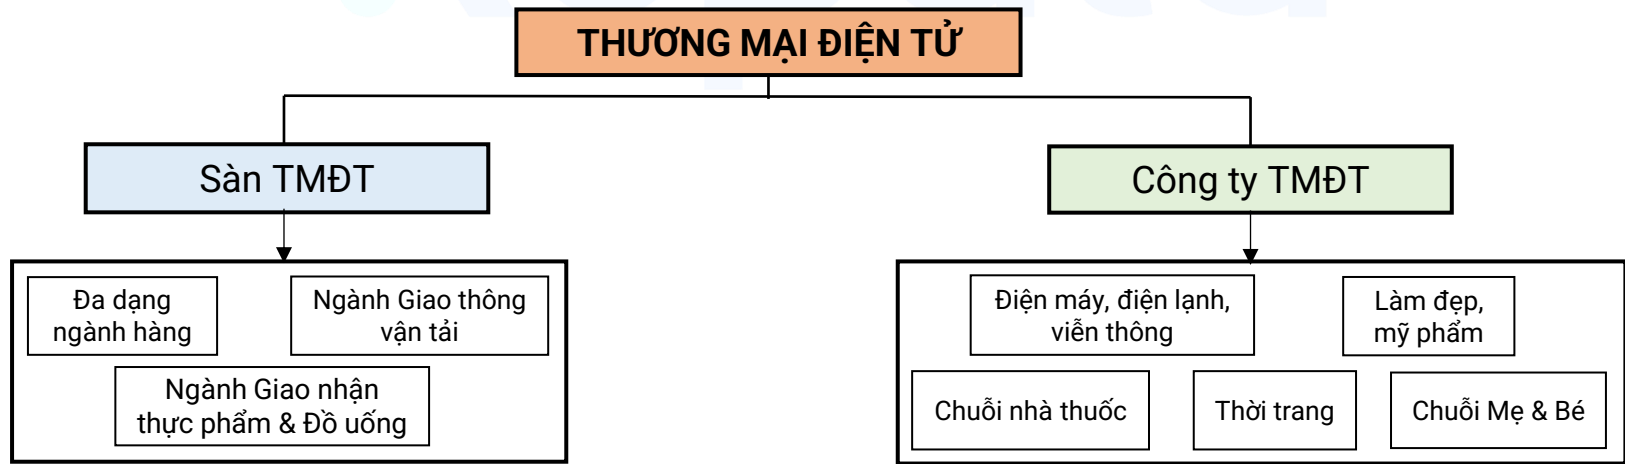 THƯƠNG MẠI ĐIỆN TỬ
Sàn TMĐT
Công ty TMĐT
Đa dạng
ngành hàng
Ngành Giao thông
vận tải
Ngành Giao nhận
thực phẩm & Đồ uống
Điện máy, điện lạnh,
viễn thông
Làm đẹp,
mỹ phẩm
Chuỗi nhà thuốc
Thời trang
Chuỗi Mẹ & Bé